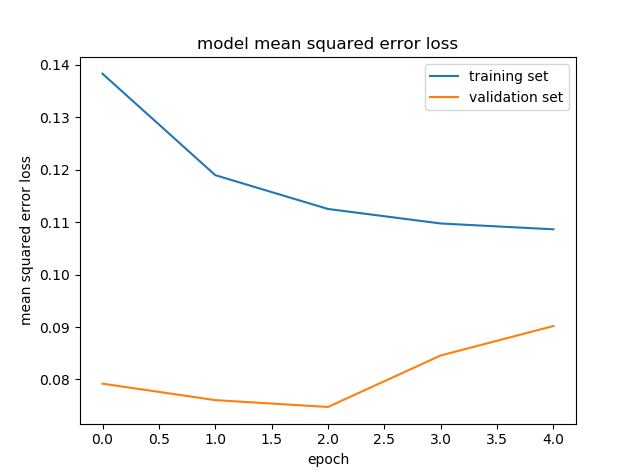 model mean squared error loss
training set
validation set
0.14
0.13
0.12
0.11
0.10
0.09
0.08
mean squared error loss
0.0 0.5 1.0 1.5 2.0 2.5 3.0 3.5 4.0
epoch